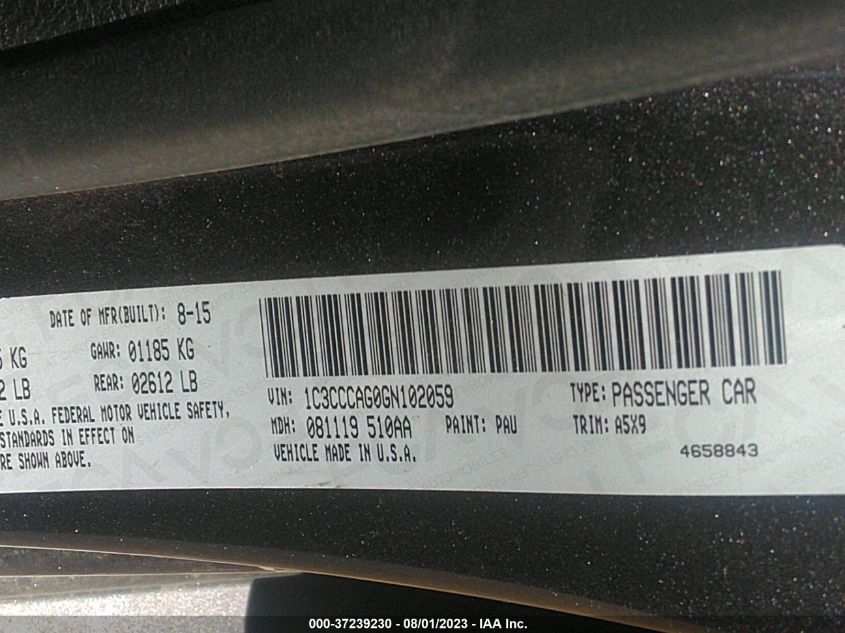 DATE OF MFR(BUILT): 8-15
KG GAWR: 01185 KG
LB REAR: 02612 LB
U.S.A. FEDERAL MOTOR VEHICLE SAFETY,
STANDARDS IN EFFECT ON
SHOWN ABOVE.
VIN: 1C3CCCAG0GN102059 TYPE: PASSENGER CAR
MDH: 081119 510AA PAINT: PAU TRIM: A5X9
VEHICLE MADE IN U.S.A. 4658843
000-37239230 - 08/01/2023 - IAA Inc.